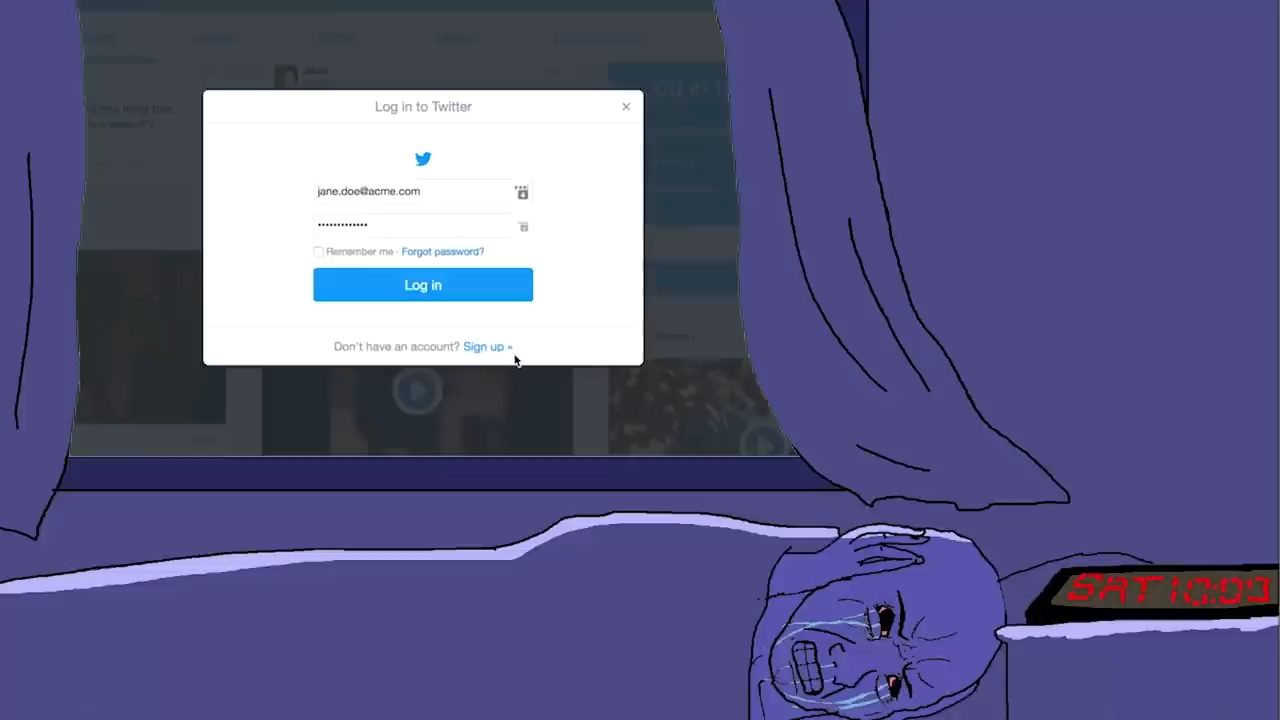 Log in to Twitter
×
jane.doe@acme.com
•••••••••••••
Remember me · Forgot password?
Log in
Don't have an account? Sign up »
SAT 10:00